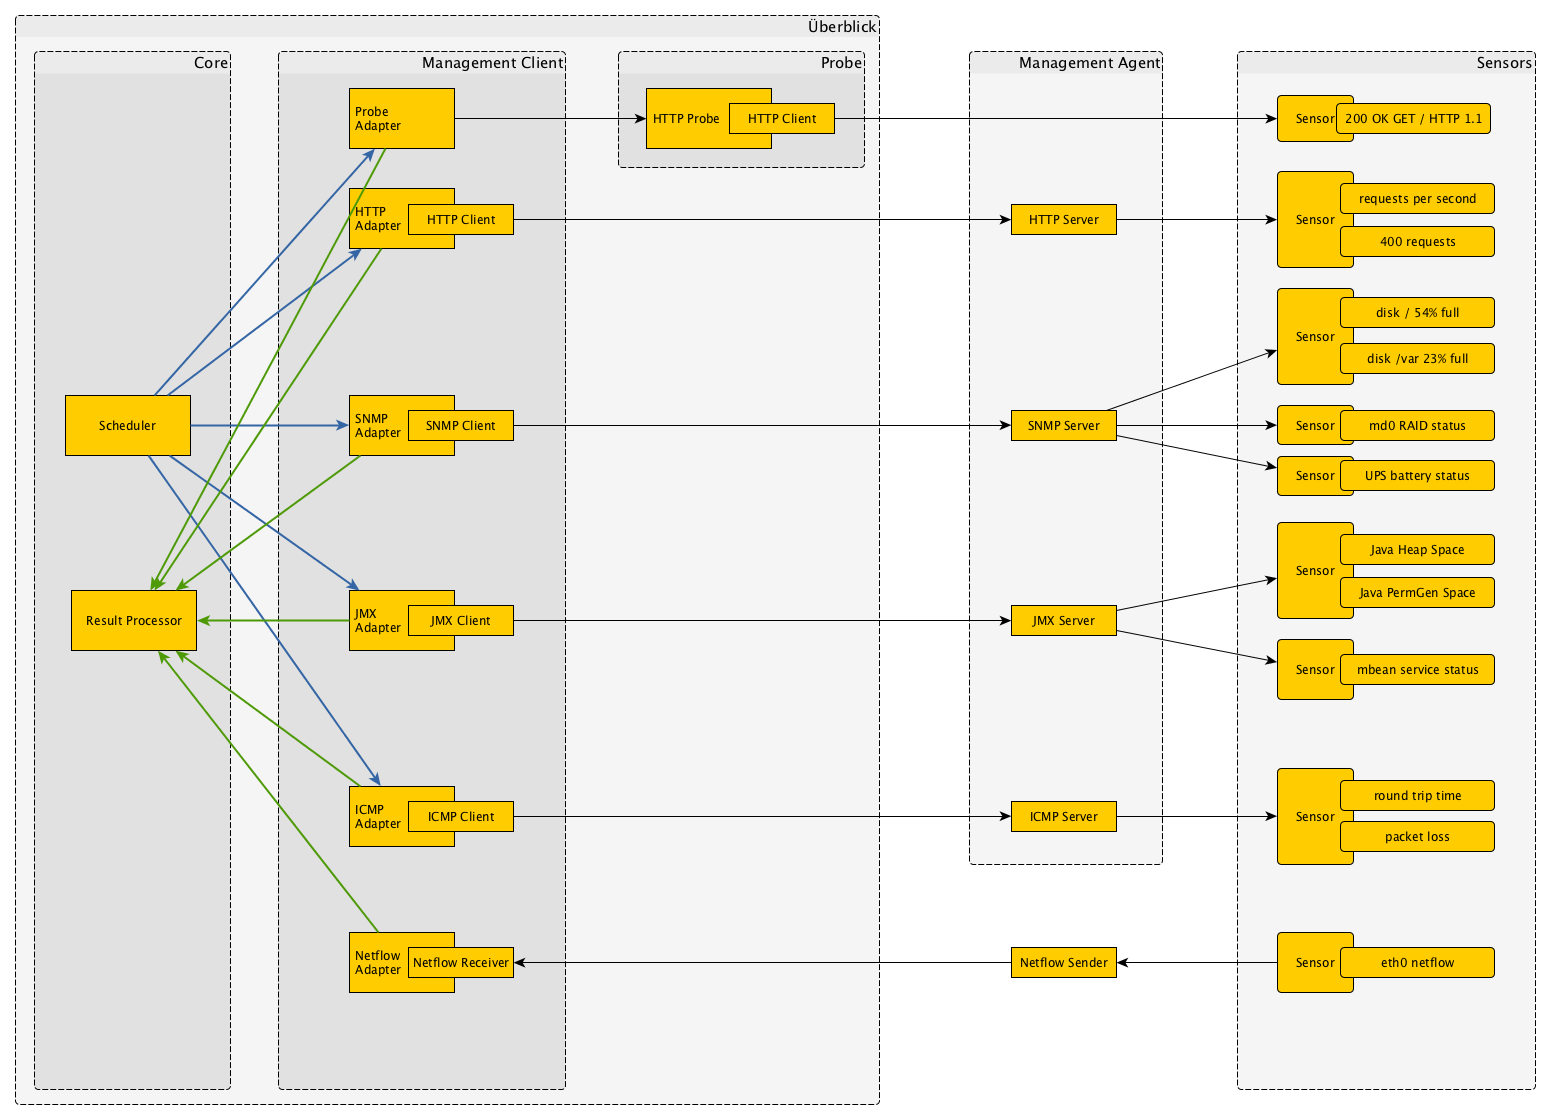 Überblick
Core
Management Client
Probe
Management Agent
Sensors
Probe
Adapter
HTTP Probe
HTTP Client
Sensor
200 OK GET / HTTP 1.1
HTTP
Adapter
HTTP Client
HTTP Server
Sensor
requests per second
400 requests
Sensor
disk / 54% full
disk /var 23% full
Scheduler
SNMP
Adapter
SNMP Client
SNMP Server
Sensor
md0 RAID status
Sensor
UPS battery status
Sensor
Java Heap Space
Java PermGen Space
Result Processor
JMX
Adapter
JMX Client
JMX Server
Sensor
mbean service status
ICMP
Adapter
ICMP Client
ICMP Server
Sensor
round trip time
packet loss
Netflow
Adapter
Netflow Receiver
Netflow Sender
Sensor
eth0 netflow